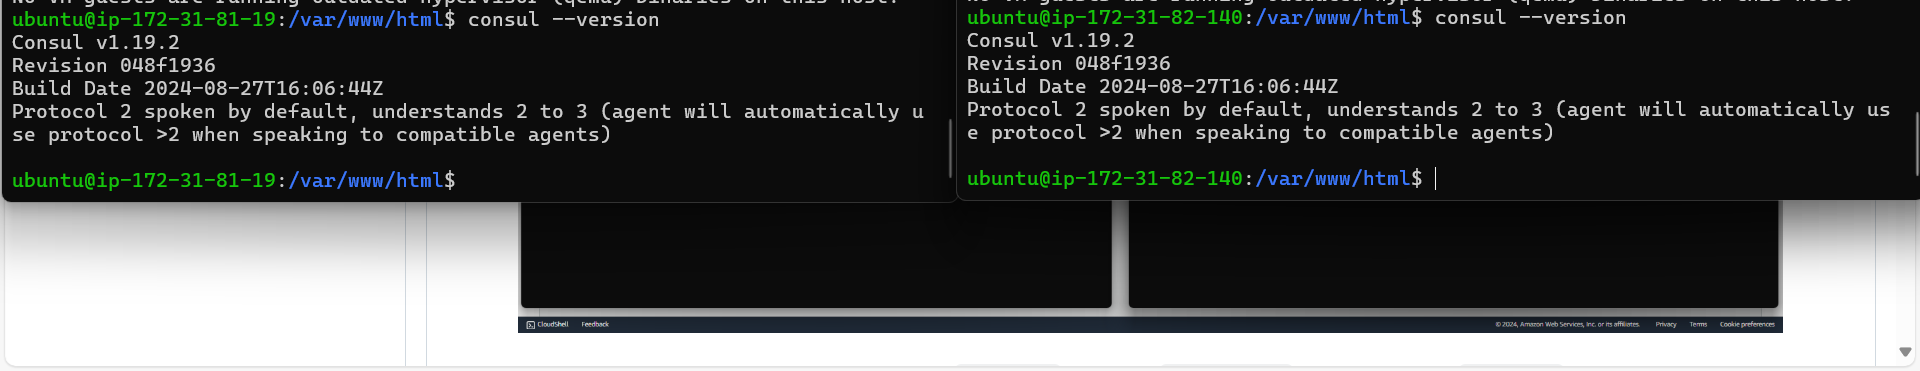 ubuntu@ip-172-31-81-19:/var/www/html$ consul --version
Consul v1.19.2
Revision 048f1936
Build Date 2024-08-27T16:06:44Z
Protocol 2 spoken by default, understands 2 to 3 (agent will automatically u
se protocol >2 when speaking to compatible agents)
ubuntu@ip-172-31-81-19:/var/www/html$
ubuntu@ip-172-31-82-140:/var/www/html$ consul --version
Consul v1.19.2
Revision 048f1936
Build Date 2024-08-27T16:06:44Z
Protocol 2 spoken by default, understands 2 to 3 (agent will automatically us
e protocol >2 when speaking to compatible agents)
ubuntu@ip-172-31-82-140:/var/www/html$
CloudShell Feedback © 2024, Amazon Web Services, Inc. or its affiliates. Privacy Terms Cookie preferences